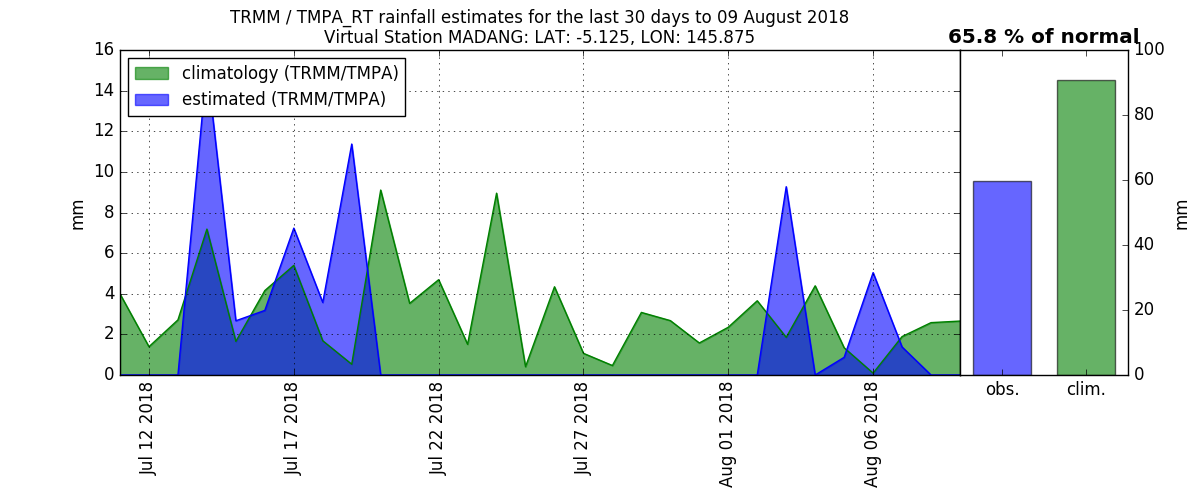 TRMM / TMPA_RT rainfall estimates for the last 30 days to 09 August 2018
Virtual Station MADANG: LAT: -5.125, LON: 145.875
65.8 % of normal
climatology (TRMM/TMPA)
estimated (TRMM/TMPA)
mm
16
14
12
10
8
6
4
2
0
Jul 12 2018
Jul 17 2018
Jul 22 2018
Jul 27 2018
Aug 01 2018
Aug 06 2018
obs.
clim.
100
80
60
40
20
0
mm